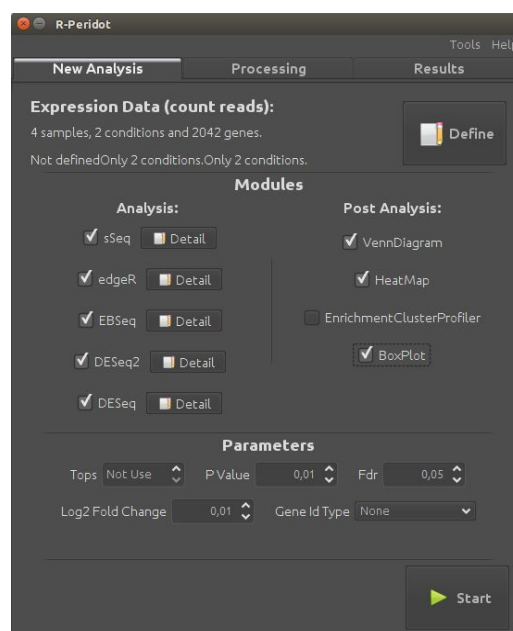 R-Peridot
Tools Help
New Analysis Processing Results
Expression Data (count reads):
4 samples, 2 conditions and 2042 genes.
Define
Not definedOnly 2 conditions.Only 2 conditions.
Modules
Analysis: Post Analysis:
sSeq Detail VennDiagram
edgeR Detail HeatMap
EBSeq Detail EnrichmentClusterProfiler
DESeq2 Detail BoxPlot
DESeq Detail
Parameters
Tops Not Use P Value 0,01 Fdr 0,05
Log2 Fold Change 0,01 Gene Id Type None
Start